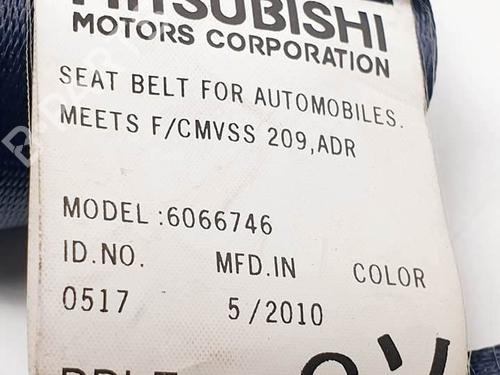 MITSUBISHI
MOTORS CORPORATION
SEAT BELT FOR AUTOMOBILES.
MEETS F/CMVSS 209,ADR
MODEL :6066746
ID.NO. MFD.IN COLOR
0517 5/2010